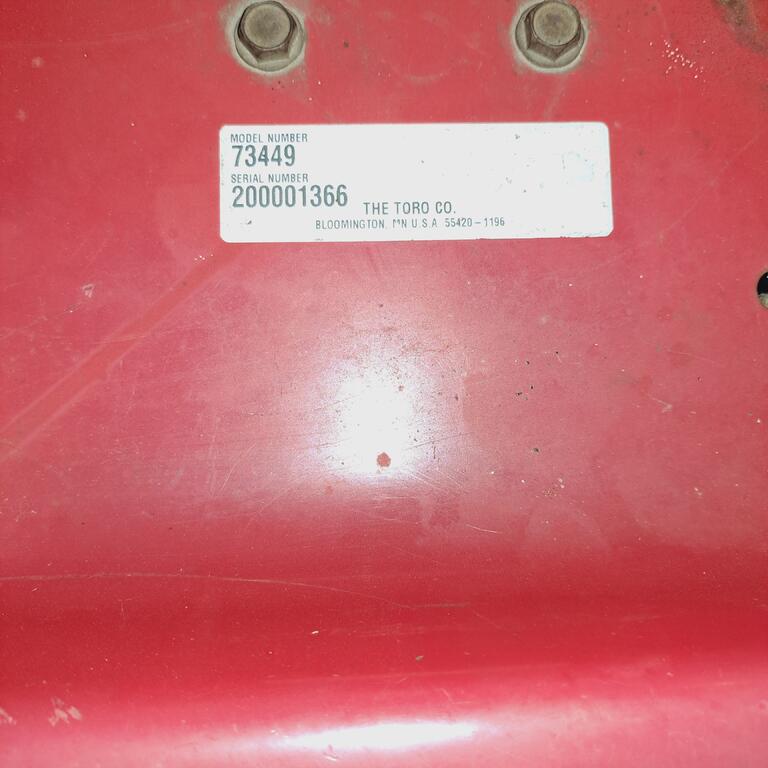 MODEL NUMBER
73449
SERIAL NUMBER
200001366
THE TORO CO.
BLOOMINGTON, MN U.S.A. 55420-1196